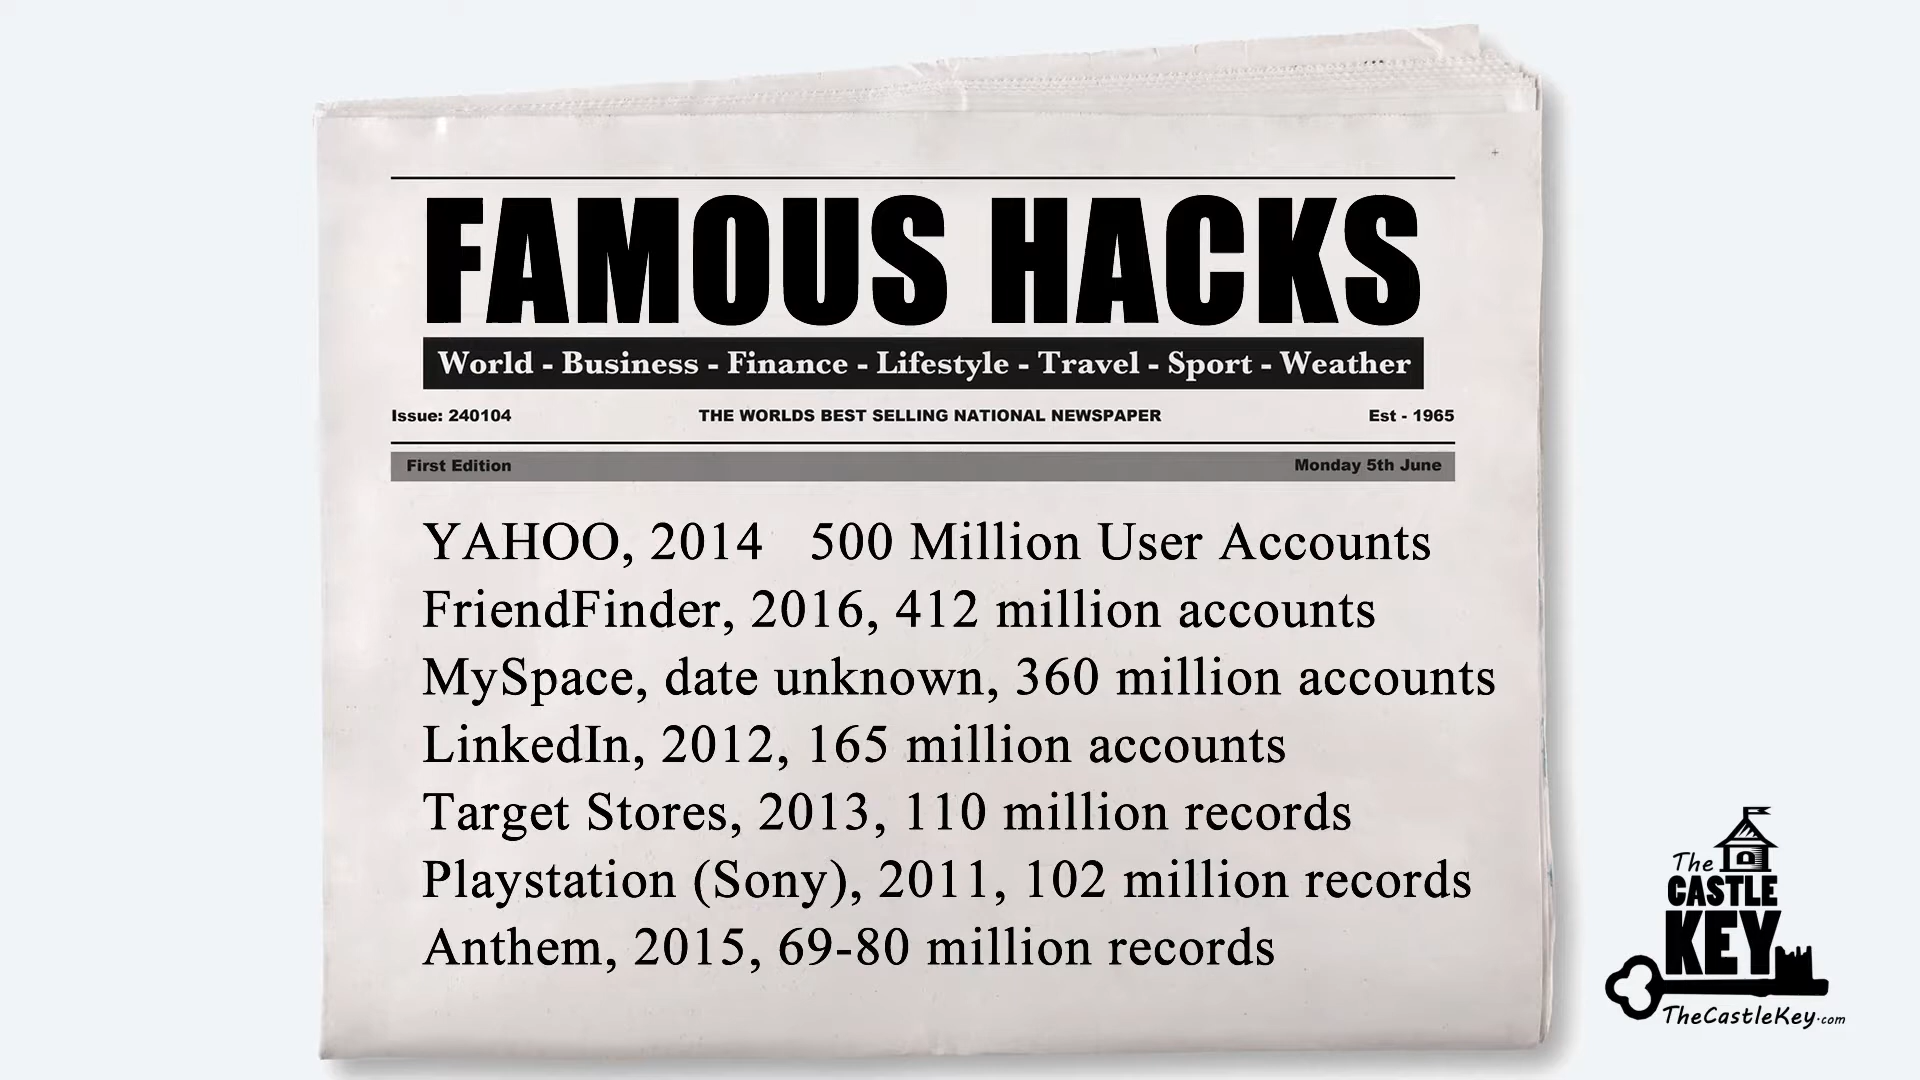 FAMOUS HACKS
World - Business - Finance - Lifestyle - Travel - Sport - Weather
Issue: 240104 THE WORLDS BEST SELLING NATIONAL NEWSPAPER Est - 1965
First Edition Monday 5th June
YAHOO, 2014 500 Million User Accounts
FriendFinder, 2016, 412 million accounts
MySpace, date unknown, 360 million accounts
LinkedIn, 2012, 165 million accounts
Target Stores, 2013, 110 million records
Playstation (Sony), 2011, 102 million records
Anthem, 2015, 69-80 million records
The
CASTLE
KEY
TheCastleKey.com